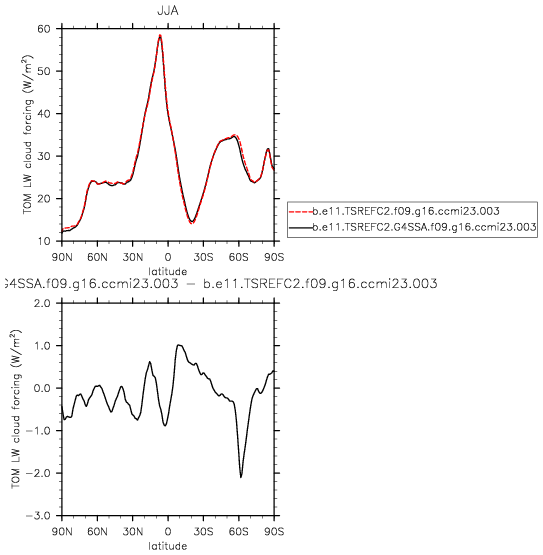 JJA
60
50
40
30
20
10
TOM LW cloud forcing (W/m²)
90N 60N 30N 0 30S 60S 90S
latitude
b.e11.TSREFC2.f09.g16.ccmi23.003
b.e11.TSREFC2.G4SSA.f09.g16.ccmi23.003
G4SSA.f09.g16.ccmi23.003 − b.e11.TSREFC2.f09.g16.ccmi23.003
2.0
1.0
0.0
−1.0
−2.0
−3.0
TOM LW cloud forcing (W/m²)
90N 60N 30N 0 30S 60S 90S
latitude